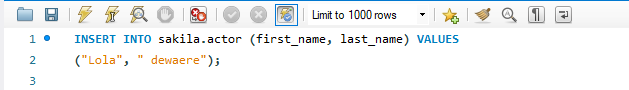 Limit to 1000 rows
1 INSERT INTO sakila.actor (first_name, last_name) VALUES
2 ("Lola", " dewaere");
3